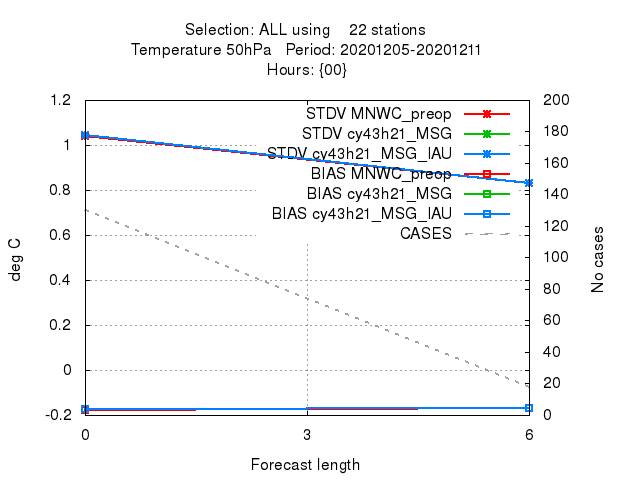 Selection: ALL using 22 stations
Temperature 50hPa Period: 20201205-20201211
Hours: {00}
1.2
1
0.8
0.6
0.4
0.2
0
-0.2
deg C
200
180
160
140
120
100
80
60
40
20
0
No cases
STDV MNWC_preop
STDV cy43h21_MSG
STDV cy43h21_MSG_IAU
BIAS MNWC_preop
BIAS cy43h21_MSG
BIAS cy43h21_MSG_IAU
CASES
0 3 6
Forecast length